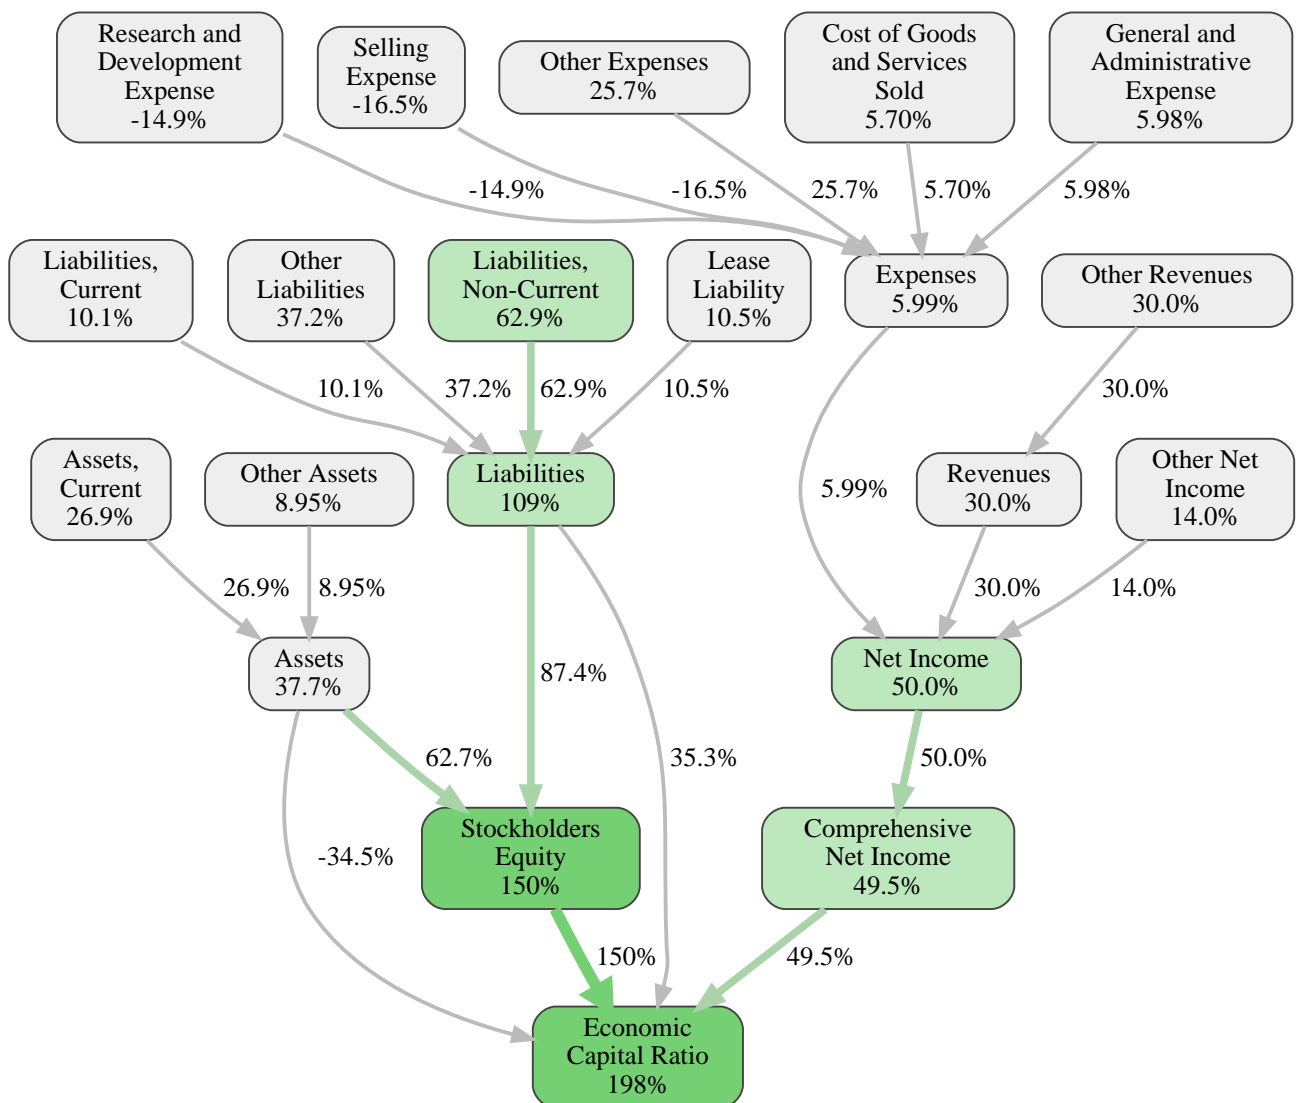 Research and
Development
Expense
-14.9%
Selling
Expense
-16.5%
Other Expenses
25.7%
Cost of Goods
and Services
Sold
5.70%
General and
Administrative
Expense
5.98%
-14.9%
-16.5%
25.7%
5.70%
5.98%
Liabilities,
Current
10.1%
Other
Liabilities
37.2%
Liabilities,
Non-Current
62.9%
Lease
Liability
10.5%
Expenses
5.99%
Other Revenues
30.0%
10.1%
37.2%
62.9%
10.5%
30.0%
Assets,
Current
26.9%
Other Assets
8.95%
Liabilities
109%
5.99%
Revenues
30.0%
Other Net
Income
14.0%
26.9%
8.95%
30.0%
14.0%
Assets
37.7%
87.4%
Net Income
50.0%
62.7%
35.3%
50.0%
-34.5%
Stockholders
Equity
150%
Comprehensive
Net Income
49.5%
150%
49.5%
Economic
Capital Ratio
198%